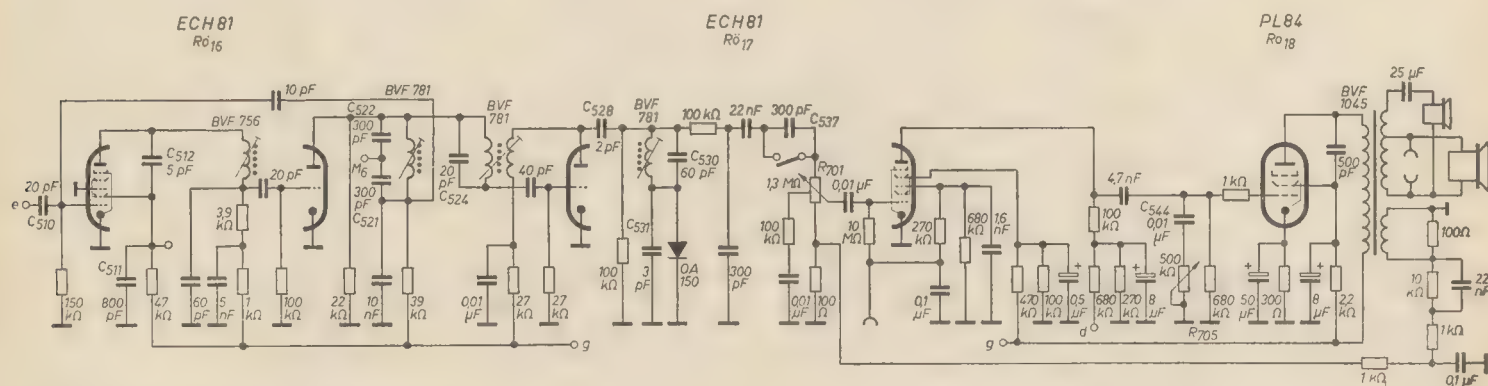 ECH81
Rö16
ECH81
Rö17
PL84
Rö18
10 pF
BVF 781
C522
300
pF
M6
300
pF
C521
BVF 756
C512
5 pF
20 pF
20 pF
e
C510
3,9
kΩ
C511
150
kΩ
800
pF
47
kΩ
60
pF
5
nF
1
kΩ
100
kΩ
22
kΩ
10
nF
39
kΩ
BVF
781
20
pF
C524
40 pF
0,01
µF
27
kΩ
27
kΩ
g
C528
2 pF
BVF
781
C530
60 pF
C531
3
pF
100
kΩ
OA
150
100 kΩ
300
pF
22 nF
300 pF
C537
R701
1,3 MΩ
0,01 µF
100
kΩ
0,01
µF
100
Ω
10
MΩ
270
kΩ
680
kΩ
1,6
nF
0,1
µF
470
kΩ
100
kΩ
0,5
µF
g
100
kΩ
680
kΩ
d
270
kΩ
8
µF
4,7 nF
C544
0,01
µF
500
kΩ
R705
680
kΩ
1 kΩ
500
pF
50
µF
300
Ω
8
µF
2,2
kΩ
BVF
1045
25 µF
100Ω
10
kΩ
22
nF
1kΩ
1 kΩ
0,1 µF